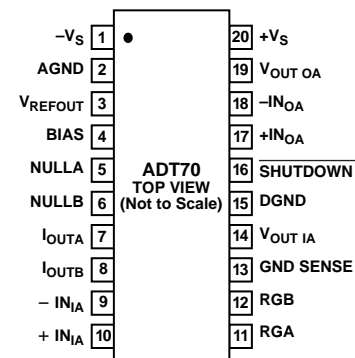 –VS 1 20 +VS
AGND 2 19 VOUT OA
VREFOUT 3 18 –INOA
BIAS 4 17 +INOA
NULLA 5 16 SHUTDOWN
NULLB 6 15 DGND
IOUTA 7 14 VOUT IA
IOUTB 8 13 GND SENSE
– INIA 9 12 RGB
+ INIA 10 11 RGA
ADT70
TOP VIEW
(Not to Scale)